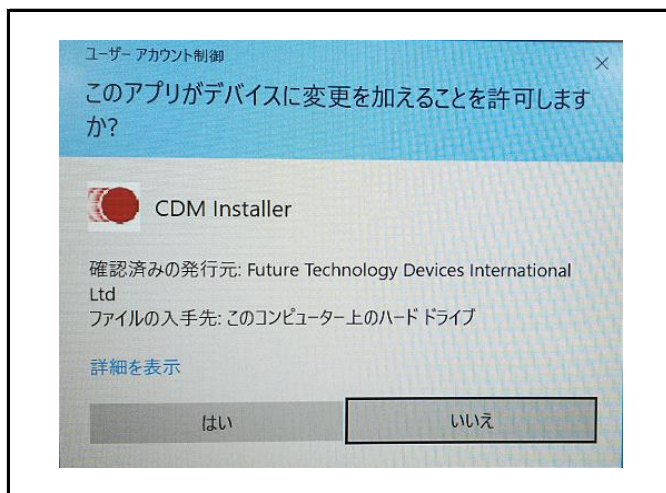 ユーザー アカウント制御
このアプリがデバイスに変更を加えることを許可します
か?
CDM Installer
確認済みの発行元: Future Technology Devices International
Ltd
ファイルの入手先: このコンピューター上のハード ドライブ
詳細を表示
はい
いいえ